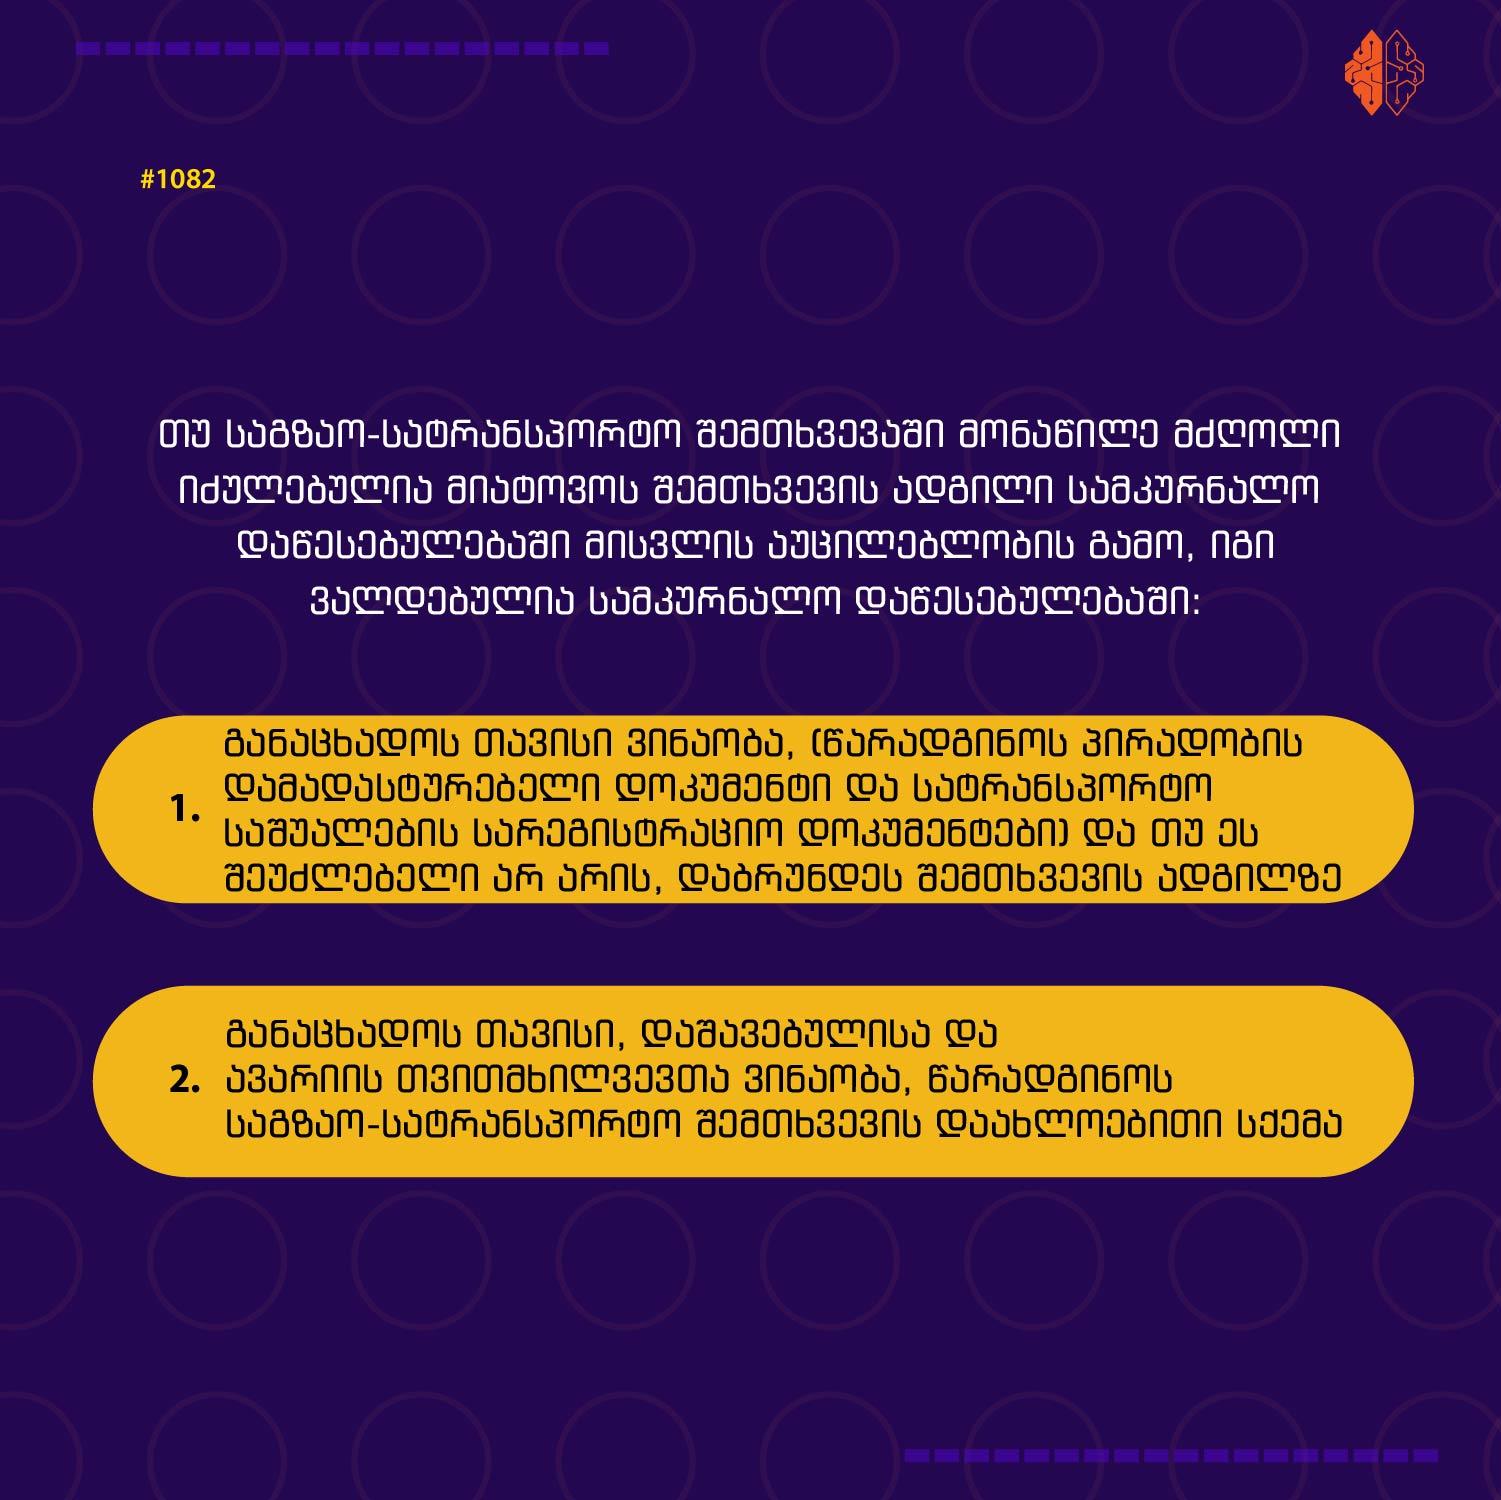 #1082
თუ საგზაო-სატრანსპორტო შემთხვევაში მონაწილე მძღოლი
იძულებულია მიატოვოს შემთხვევის ადგილი სამკურნალო
დაწესებულებაში მისვლის აუცილებლობის გამო, იგი
ვალდებულია სამკურნალო დაწესებულებაში:
1. განაცხადოს თავისი ვინაობა, (წარადგინოს პირადობის
დამადასტურებელი დოკუმენტი და სატრანსპორტო
საშუალების სარეგისტრაციო დოკუმენტები) და თუ ეს
შეუძლებელი არ არის, დაბრუნდეს შემთხვევის ადგილზე
2. განაცხადოს თავისი, დაშავებულისა და
ავარიის თვითმხილველთა ვინაობა, წარადგინოს
საგზაო-სატრანსპორტო შემთხვევის დაახლოებითი სქემა